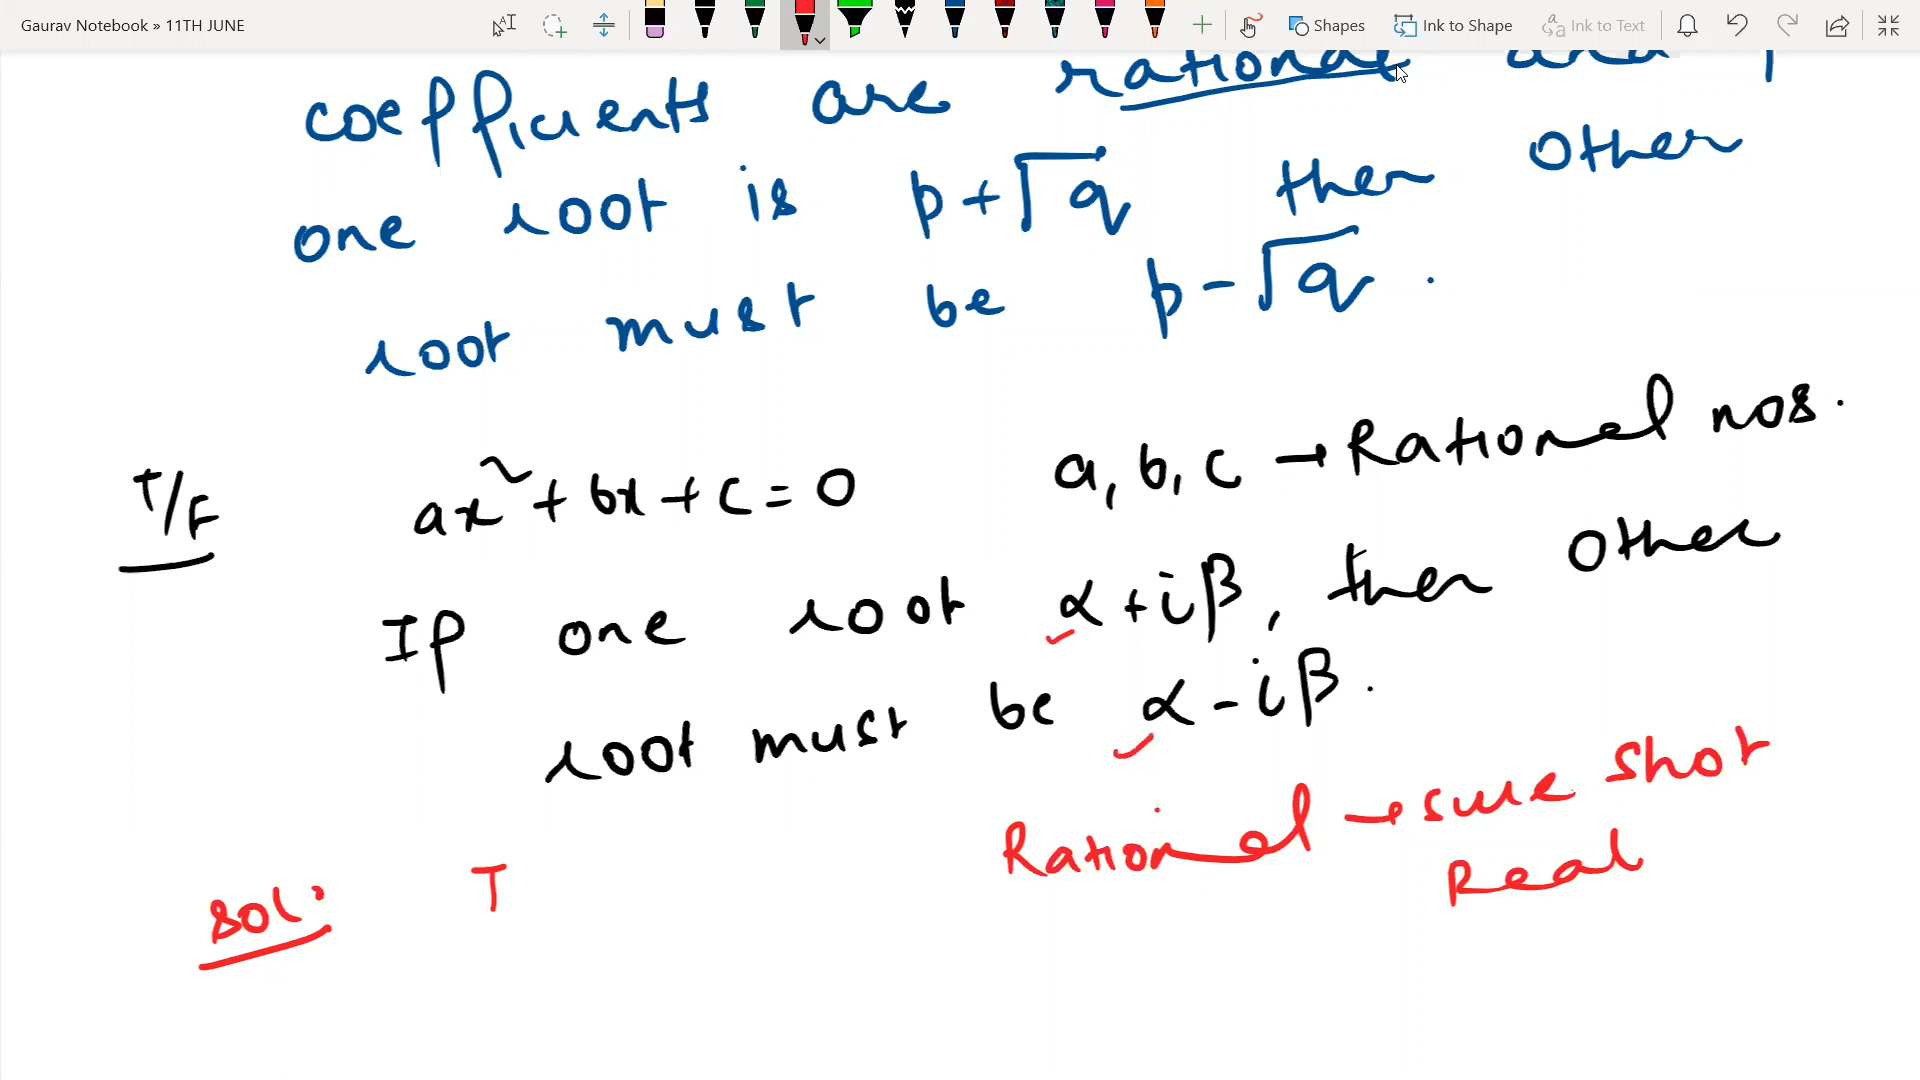 Gaurav Notebook » 11TH JUNE
Shapes
Ink to Shape
Ink to Text
coefficients are rational and
one root is p+√q then other
root must be p-√q.
T/F ax²+bx+c=0 a, b, c → Rational nos.
If one root α+iβ, then other
root must be α-iβ.
Rational → sure shot
Real
Sol: T